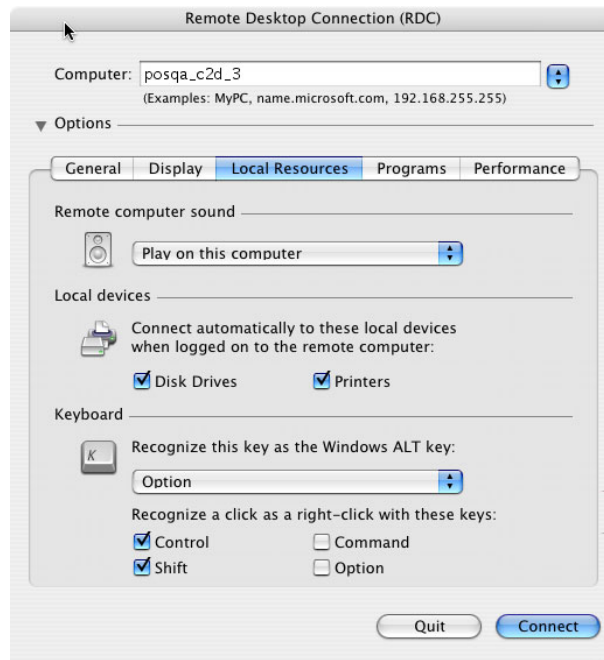 Remote Desktop Connection (RDC)
Computer: posqa_c2d_3
(Examples: MyPC, name.microsoft.com, 192.168.255.255)
Options
General Display Local Resources Programs Performance
Remote computer sound
Play on this computer
Local devices
Connect automatically to these local devices
when logged on to the remote computer:
Disk Drives Printers
Keyboard
K
Recognize this key as the Windows ALT key:
Option
Recognize a click as a right-click with these keys:
Control Command
Shift Option
Quit Connect